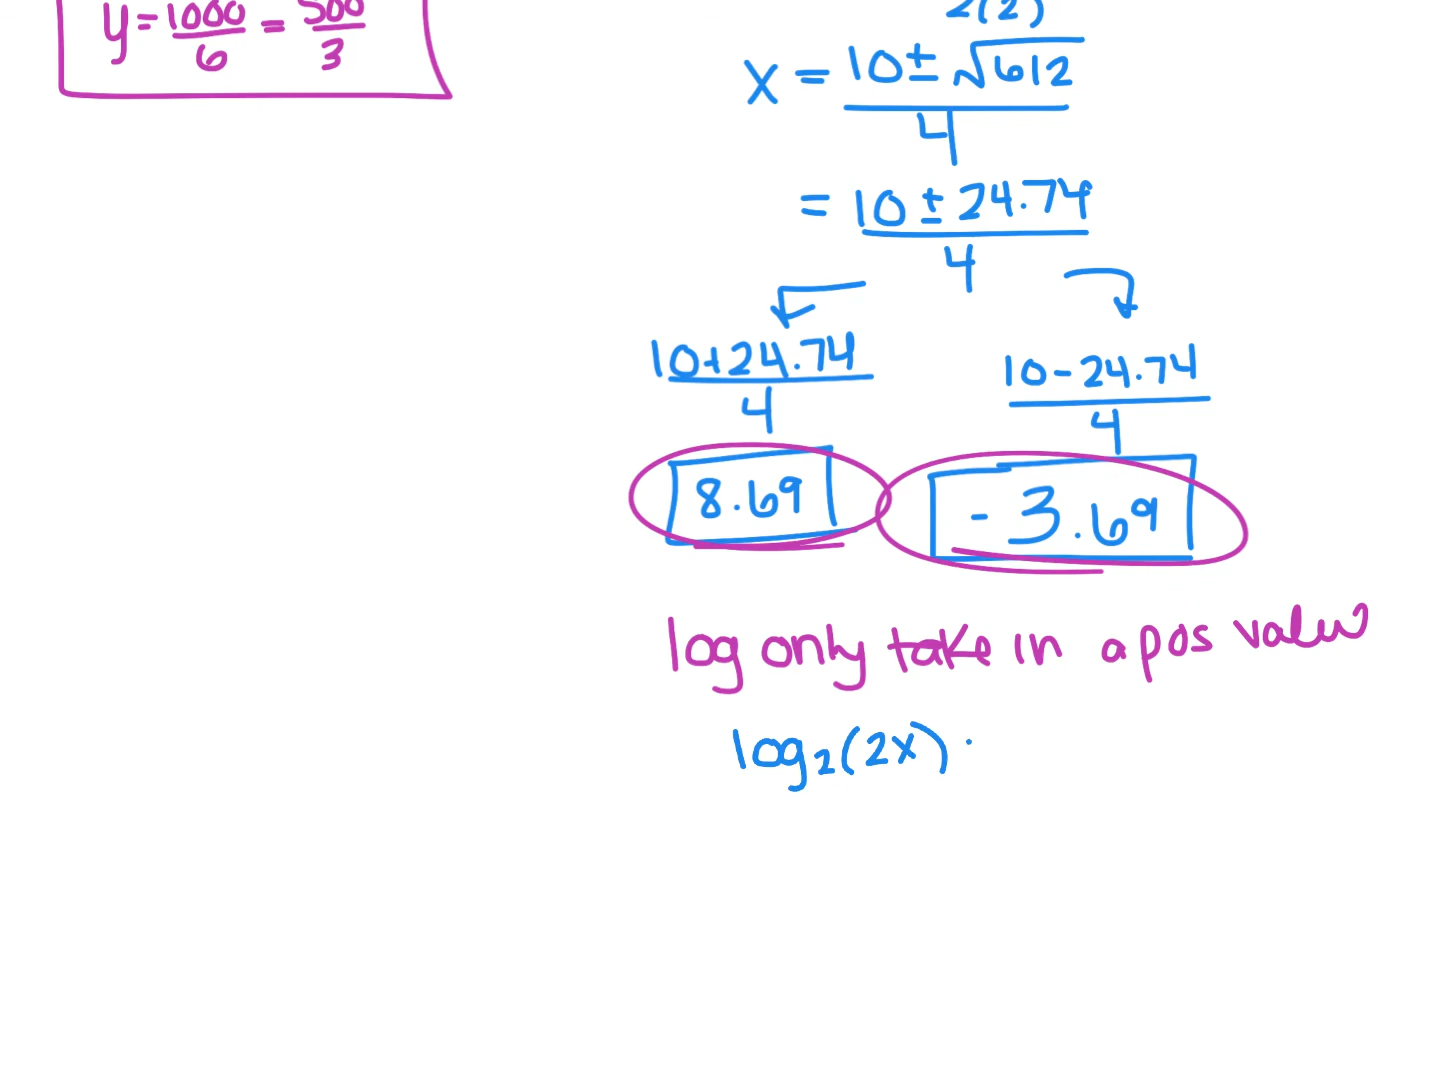 y = 1000/6 = 500/3
2(2)
x = 10 ± √612 / 4
= 10 ± 24.74 / 4
10+24.74 / 4
10-24.74 / 4
8.69
- 3.69
log only take in a pos value
log₂(2x) ·